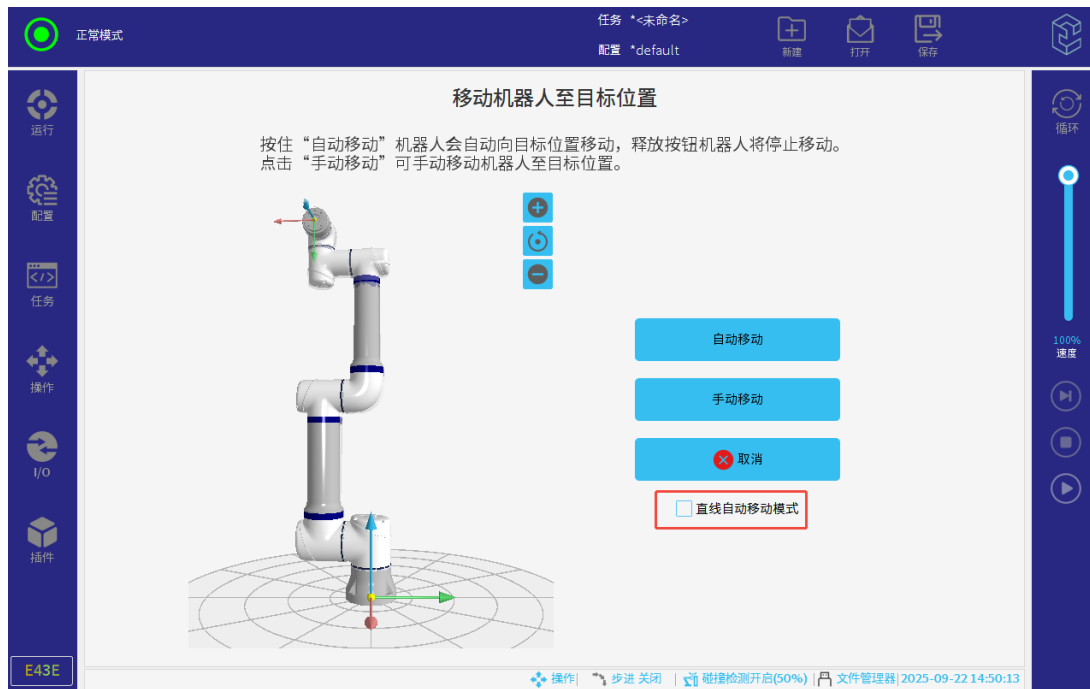 正常模式
任务 *<未命名>
配置 *default
新建
打开
保存
运行
配置
任务
操作
I/O
插件
E43E
移动机器人至目标位置
按住“自动移动”机器人会自动向目标位置移动，释放按钮机器人将停止移动。
点击“手动移动”可手动移动机器人至目标位置。
自动移动
手动移动
取消
直线自动移动模式
循环
100%
速度
操作| 步进 关闭 | 碰撞检测开启(50%) | 文件管理器|2025-09-22 14:50:13